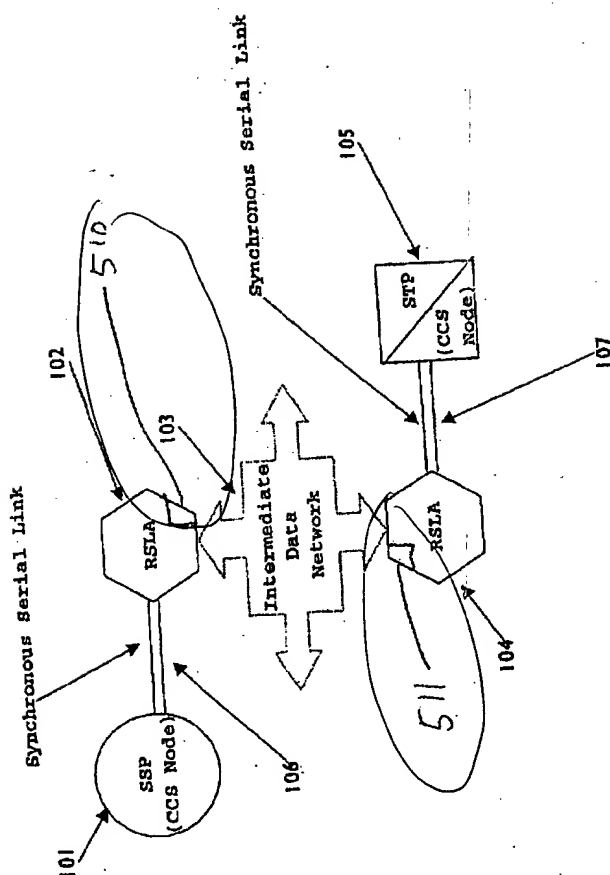 Synchronous Serial Link
102
510
101
SSP
(CCS Node)
106
RSLA
103
Intermediate
Data
Network
Synchronous Serial Link
511
RSLA
104
STP
(CCS
Node)
105
107